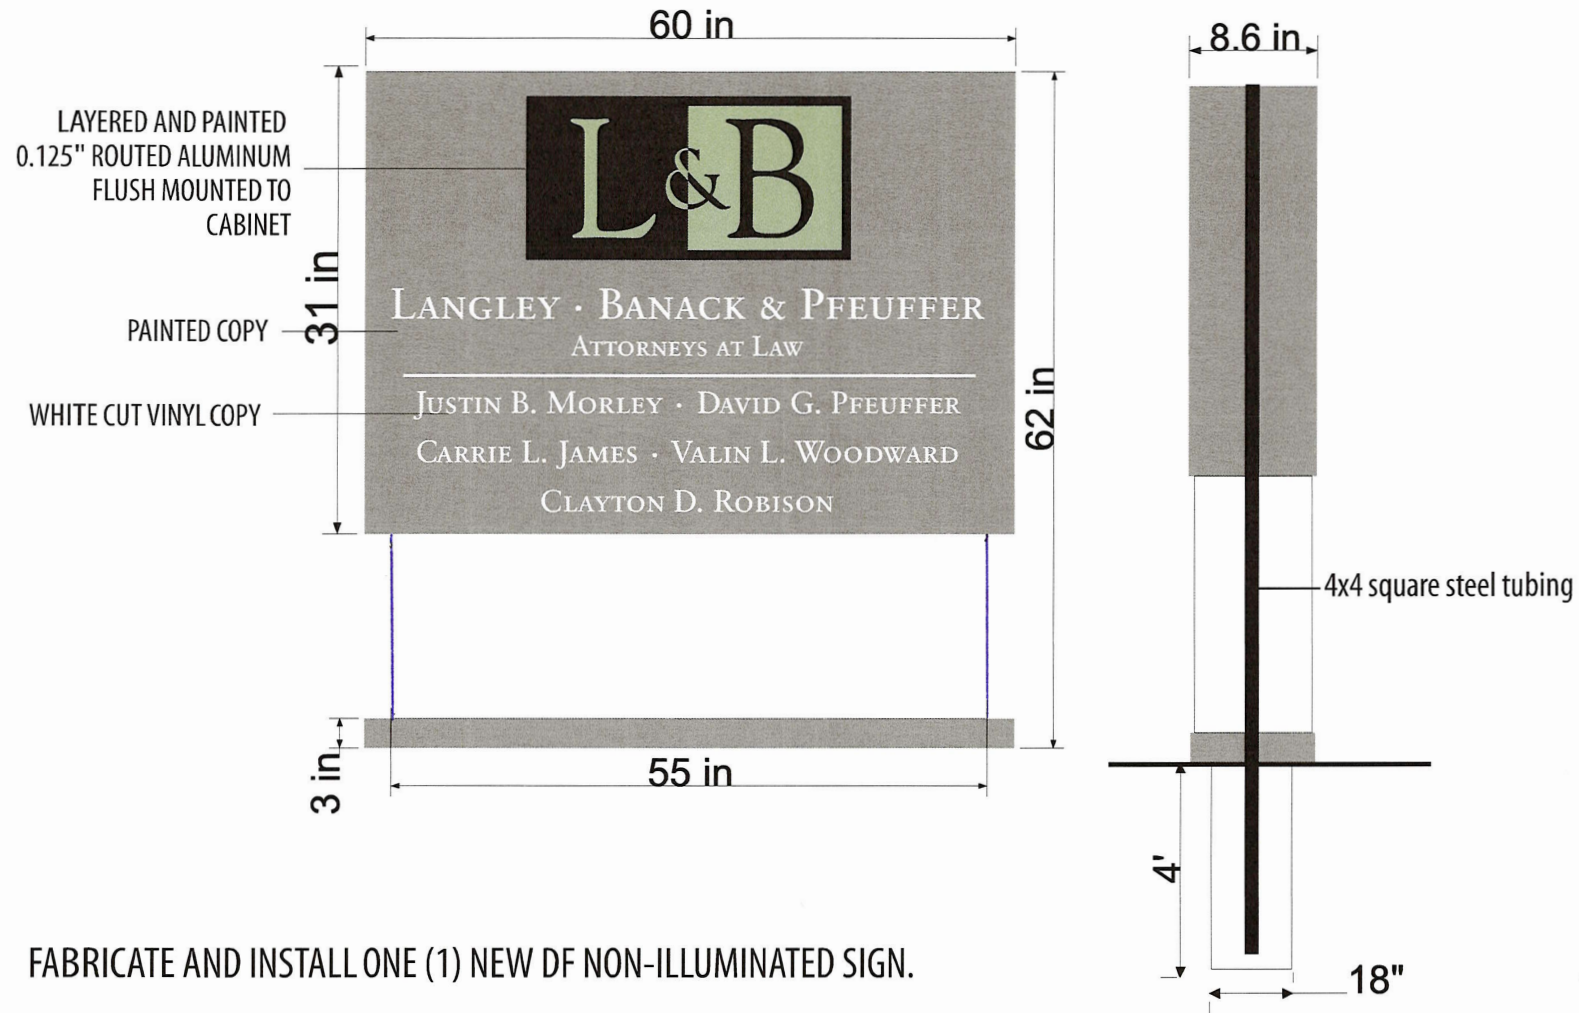 60 in
8.6 in
LAYERED AND PAINTED
0.125" ROUTED ALUMINUM
FLUSH MOUNTED TO
CABINET
L&B
31 in
LANGLEY · BANACK & PFEUFFER
PAINTED COPY
ATTORNEYS AT LAW
62 in
WHITE CUT VINYL COPY
JUSTIN B. MORLEY · DAVID G. PFEUFFER
CARRIE L. JAMES · VALIN L. WOODWARD
CLAYTON D. ROBISON
4x4 square steel tubing
3 in
55 in
4'
FABRICATE AND INSTALL ONE (1) NEW DF NON-ILLUMINATED SIGN.
18"